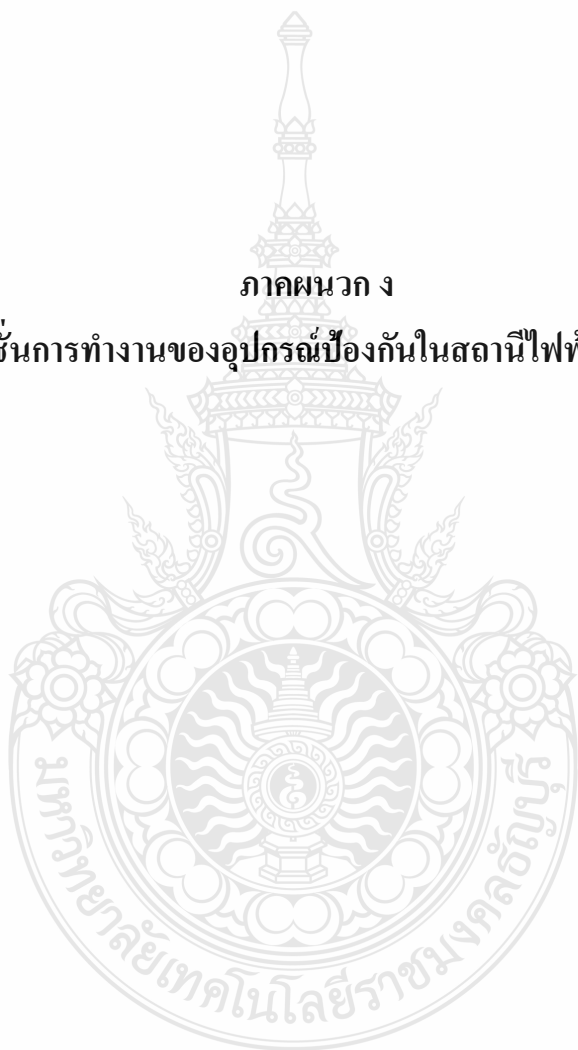 ภาคผนวก ง
ชั่นการทำงานของอุปกรณ์ป้องกันในสถานีไฟฟ้
มหาวิทยาลัยเทคโนโลยีราชมงคลธัญบุรี